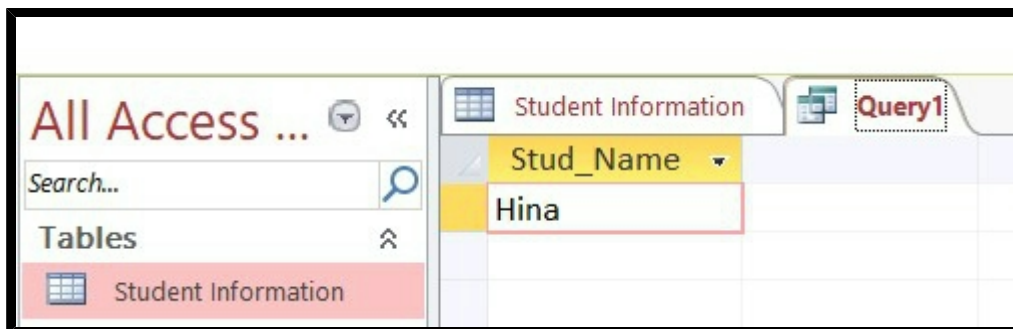 All Access ...
Search...
Tables
Student Information
Student Information
Query1
Stud_Name
Hina